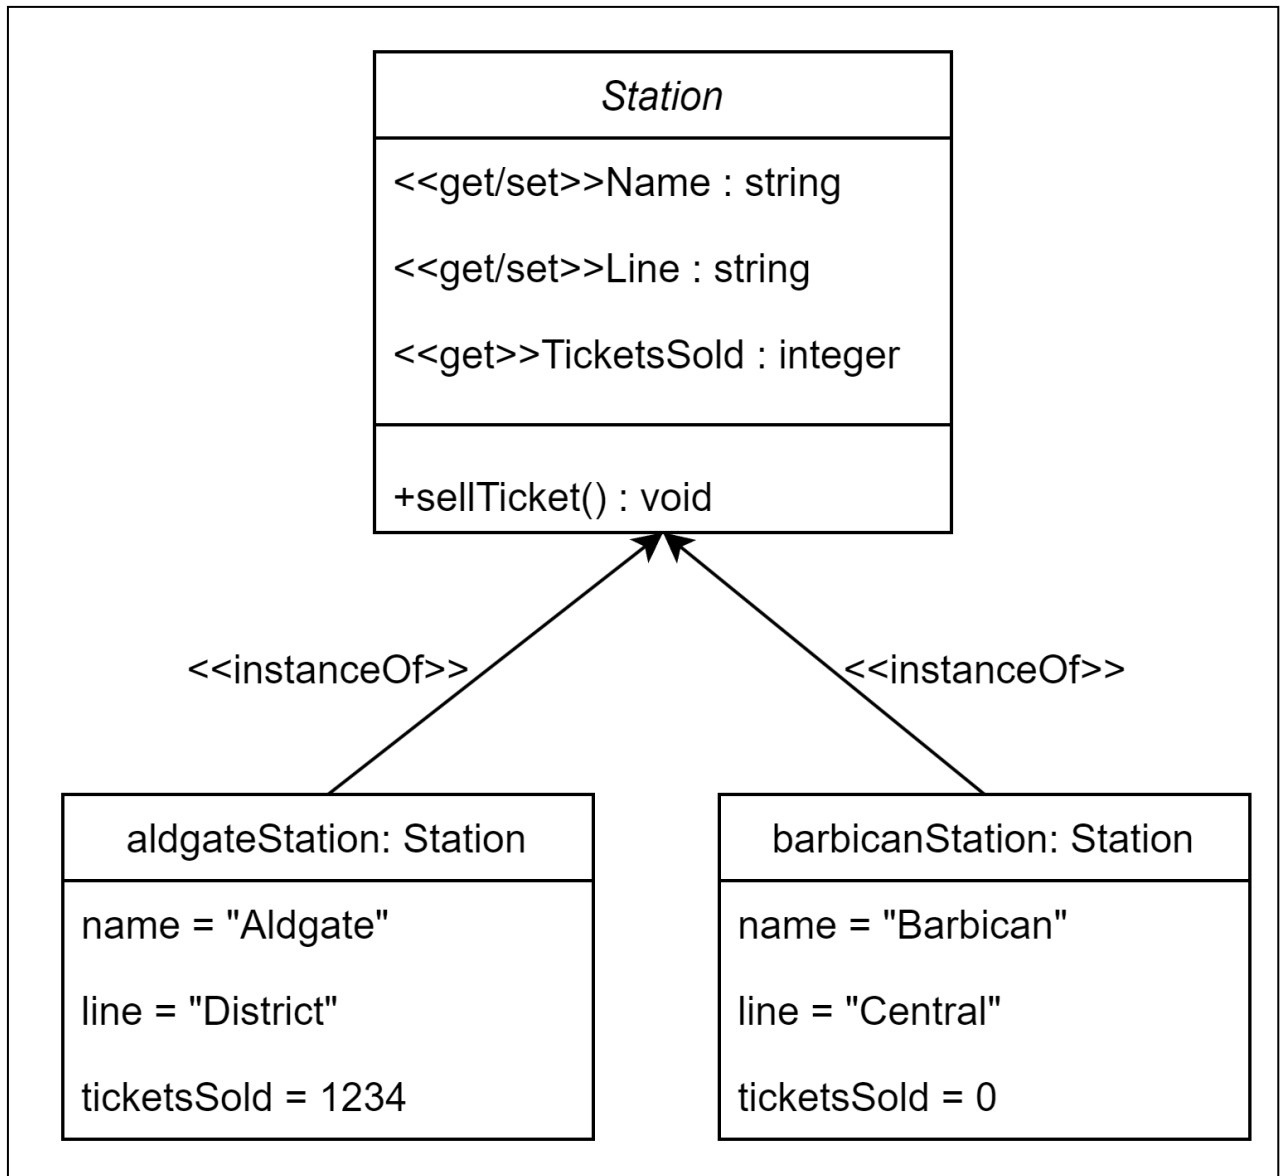 Station
<<get/set>>Name : string
<<get/set>>Line : string
<<get>>TicketsSold : integer
+sellTicket() : void
<<instanceOf>>
<<instanceOf>>
aldgateStation: Station
name = "Aldgate"
line = "District"
ticketsSold = 1234
barbicanStation: Station
name = "Barbican"
line = "Central"
ticketsSold = 0